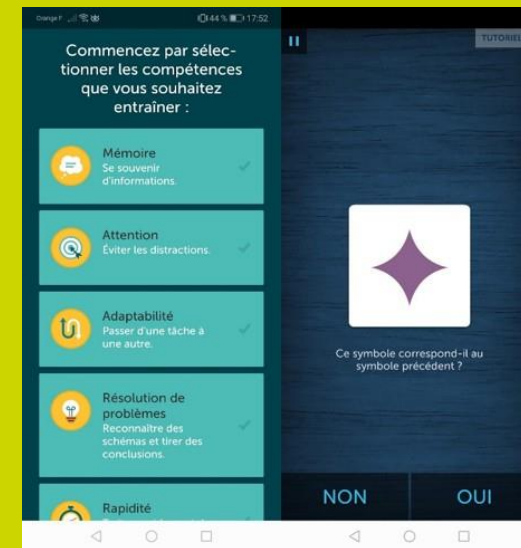 Orange F 44 % 17:52
Commencez par sélec-
tionner les compétences
que vous souhaitez
entraîner :
Mémoire
Se souvenir
d'informations.
Attention
Éviter les distractions.
Adaptabilité
Passer d'une tâche à
une autre.
Résolution de
problèmes
Reconnaître des
schémas et tirer des
conclusions.
Rapidité
TUTORIEL
Ce symbole correspond-il au
symbole précédent ?
NON
OUI